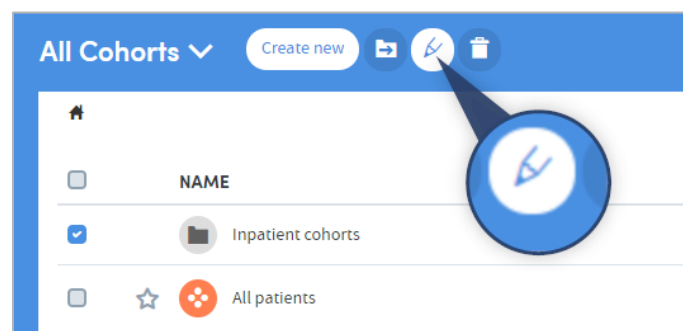 All Cohorts
Create new
NAME
Inpatient cohorts
All patients